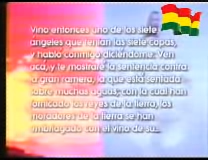 Vino entonces uno de los siete
angeles que tenían las siete copas,
y habló conmigo diciéndome: Ven
acá, y te mostraré la sentencia contra
la gran ramera, la que está sentada
sobre muchas aguas; con la cual han
fornicado los reyes de la tierra, los
moradores de la tierra se han
embriagado con el vino de su...